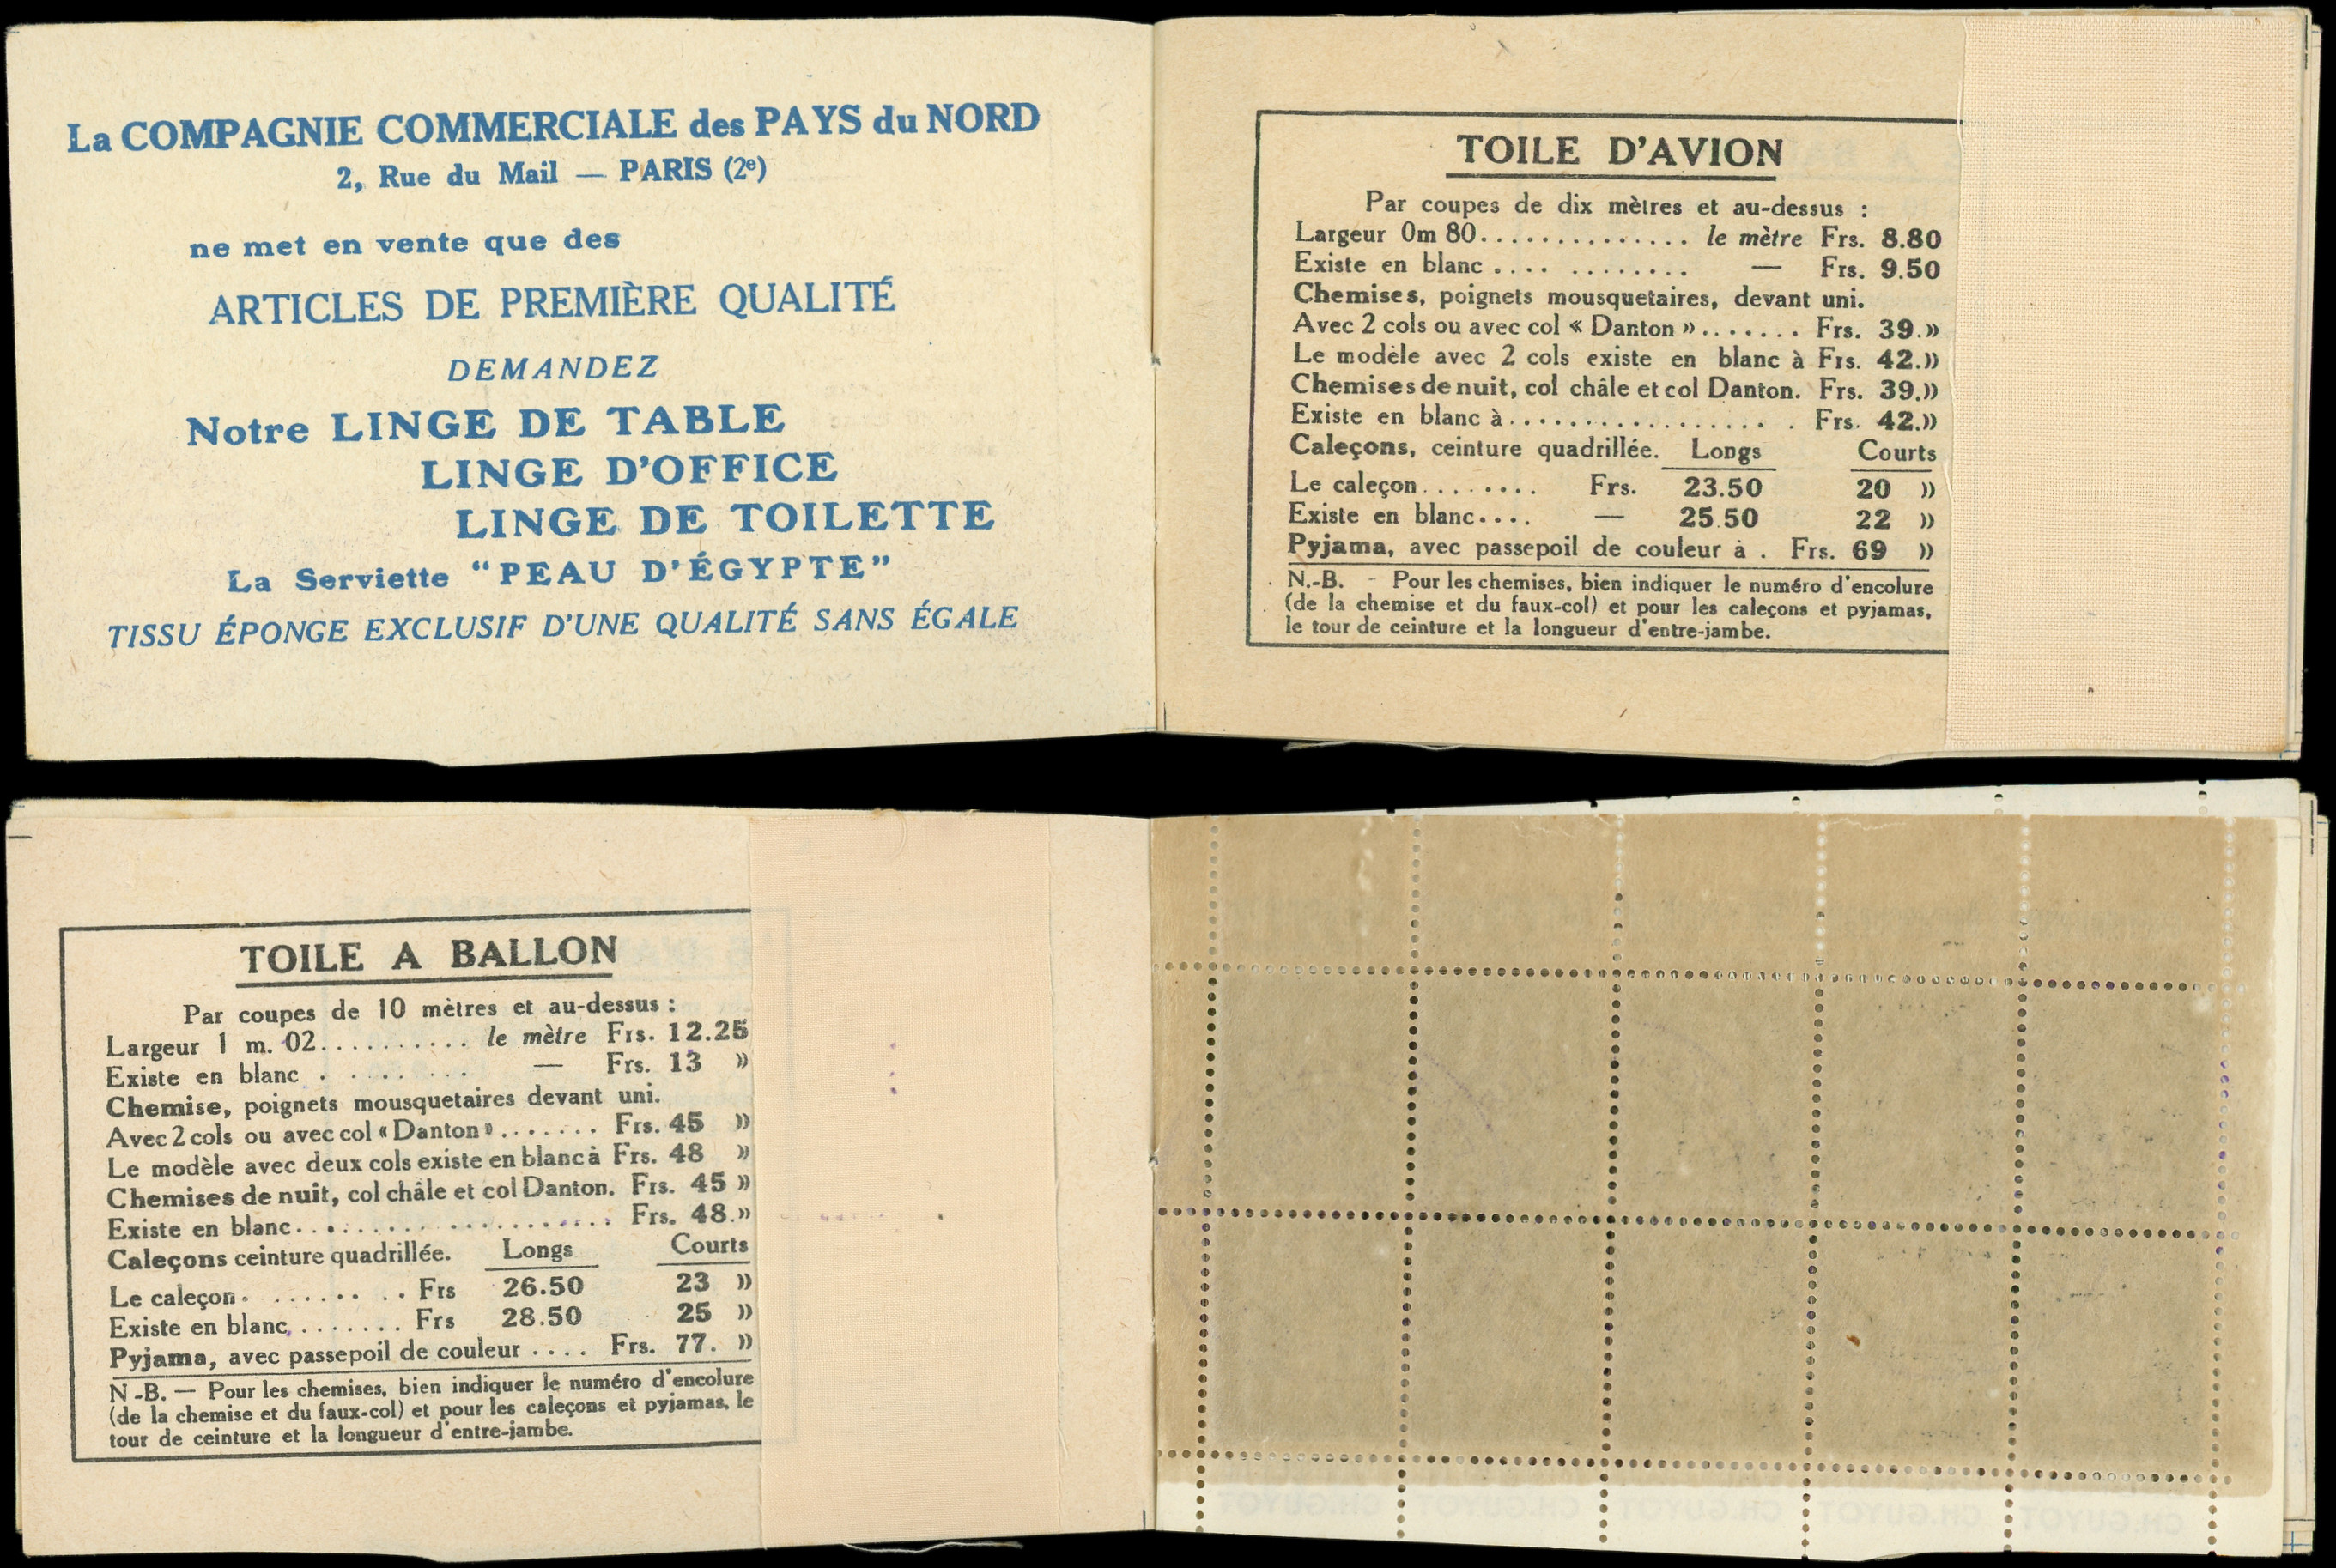 La COMPAGNIE COMMERCIALE des PAYS du NORD
2, Rue du Mail — PARIS (2e)
ne met en vente que des
ARTICLES DE PREMIÈRE QUALITÉ
DEMANDEZ
Notre LINGE DE TABLE
LINGE D'OFFICE
LINGE DE TOILETTE
La Serviette "PEAU D'ÉGYPTE"
TISSU ÉPONGE EXCLUSIF D'UNE QUALITÉ SANS ÉGALE
TOILE D'AVION
Par coupes de dix mètres et au-dessus :
Largeur 0m 80.............. le mètre Frs. 8.80
Existe en blanc .... ........ — Frs. 9.50
Chemises, poignets mousquetaires, devant uni.
Avec 2 cols ou avec col « Danton »....... Frs. 39.»
Le modèle avec 2 cols existe en blanc à Frs. 42.»
Chemises de nuit, col châle et col Danton. Frs. 39.»
Existe en blanc à................. . Frs. 42.»
Caleçons, ceinture quadrillée. Longs Courts
Le caleçon........ Frs. 23.50 20 »
Existe en blanc.... — 25.50 22 »
Pyjama, avec passepoil de couleur à . Frs. 69 »
N.-B. - Pour les chemises, bien indiquer le numéro d'encolure
(de la chemise et du faux-col) et pour les caleçons et pyjamas,
le tour de ceinture et la longueur d'entre-jambe.
TOILE A BALLON
Par coupes de 10 mètres et au-dessus :
Largeur 1 m. 02.......... le mètre Frs. 12.25
Existe en blanc . ........ — Frs. 13 »
Chemise, poignets mousquetaires devant uni.
Avec 2 cols ou avec col « Danton »....... Frs. 45 »
Le modèle avec deux cols existe en blanc à Frs. 48 »
Chemises de nuit, col châle et col Danton. Frs. 45 »
Existe en blanc..................... Frs. 48.»
Caleçons ceinture quadrillée. Longs Courts
Le caleçon. ...... .. Frs 26.50 23 »
Existe en blanc, ....... Frs 28.50 25 »
Pyjama, avec passepoil de couleur .... Frs. 77. »
N-B. — Pour les chemises, bien indiquer le numéro d'encolure
(de la chemise et du faux-col) et pour les caleçons et pyjamas, le
tour de ceinture et la longueur d'entre-jambe.
CH.GUYOT CH.GUYOT CH.GUYOT CH.GUYOT CH.GUYOT